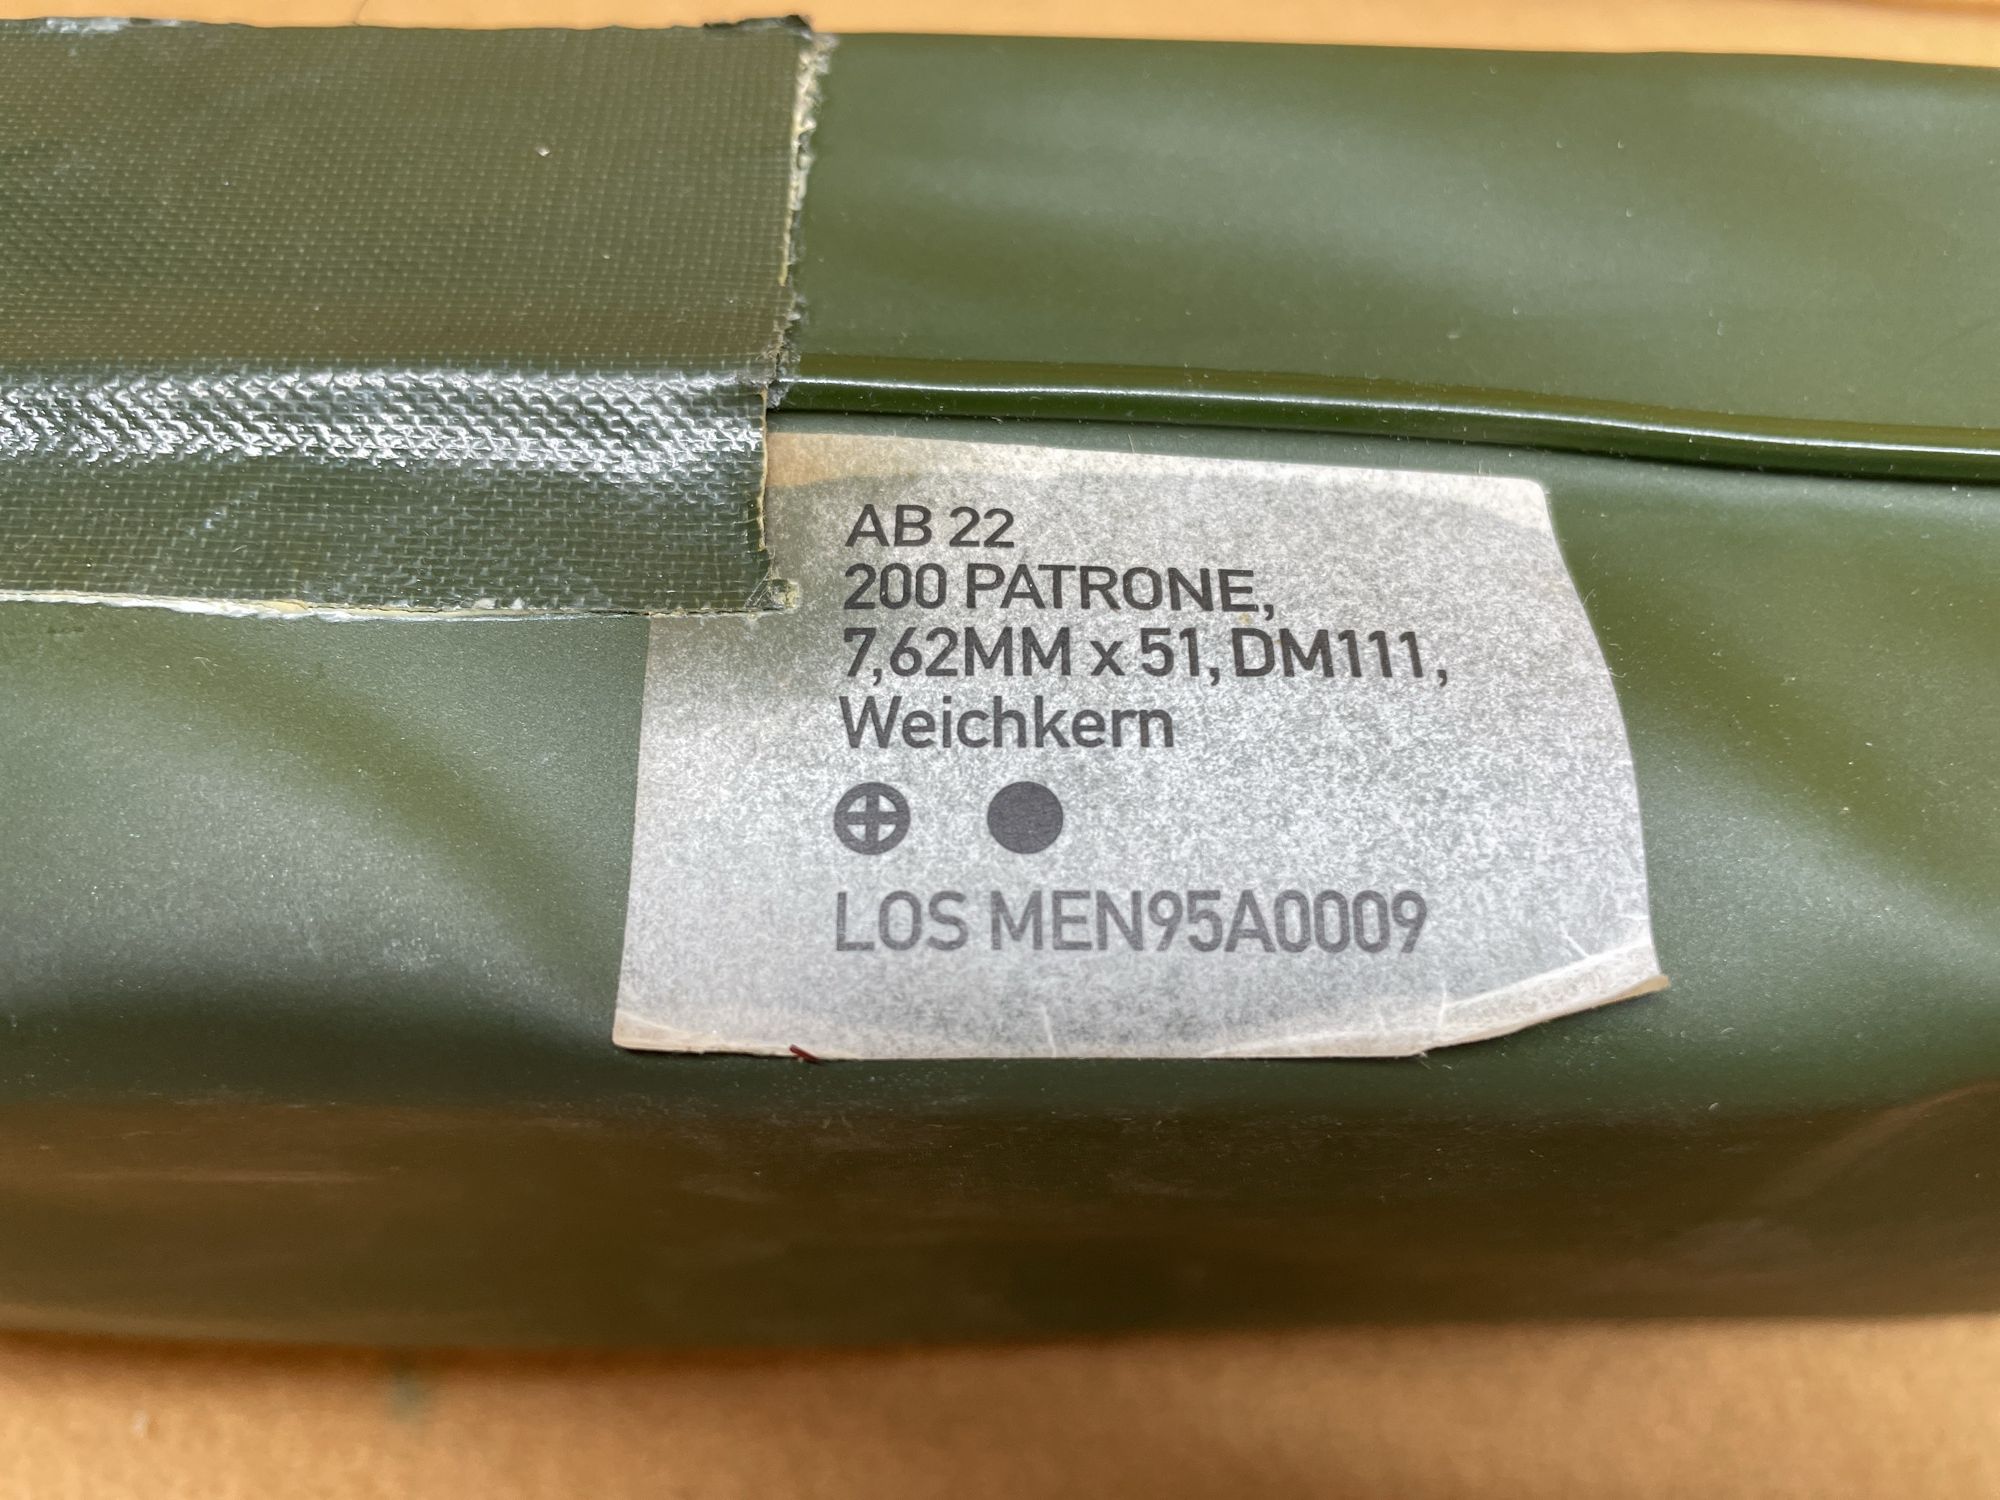 AB 22
200 PATRONE,
7,62MM x 51, DM111,
Weichkern
LOS MEN95A0009